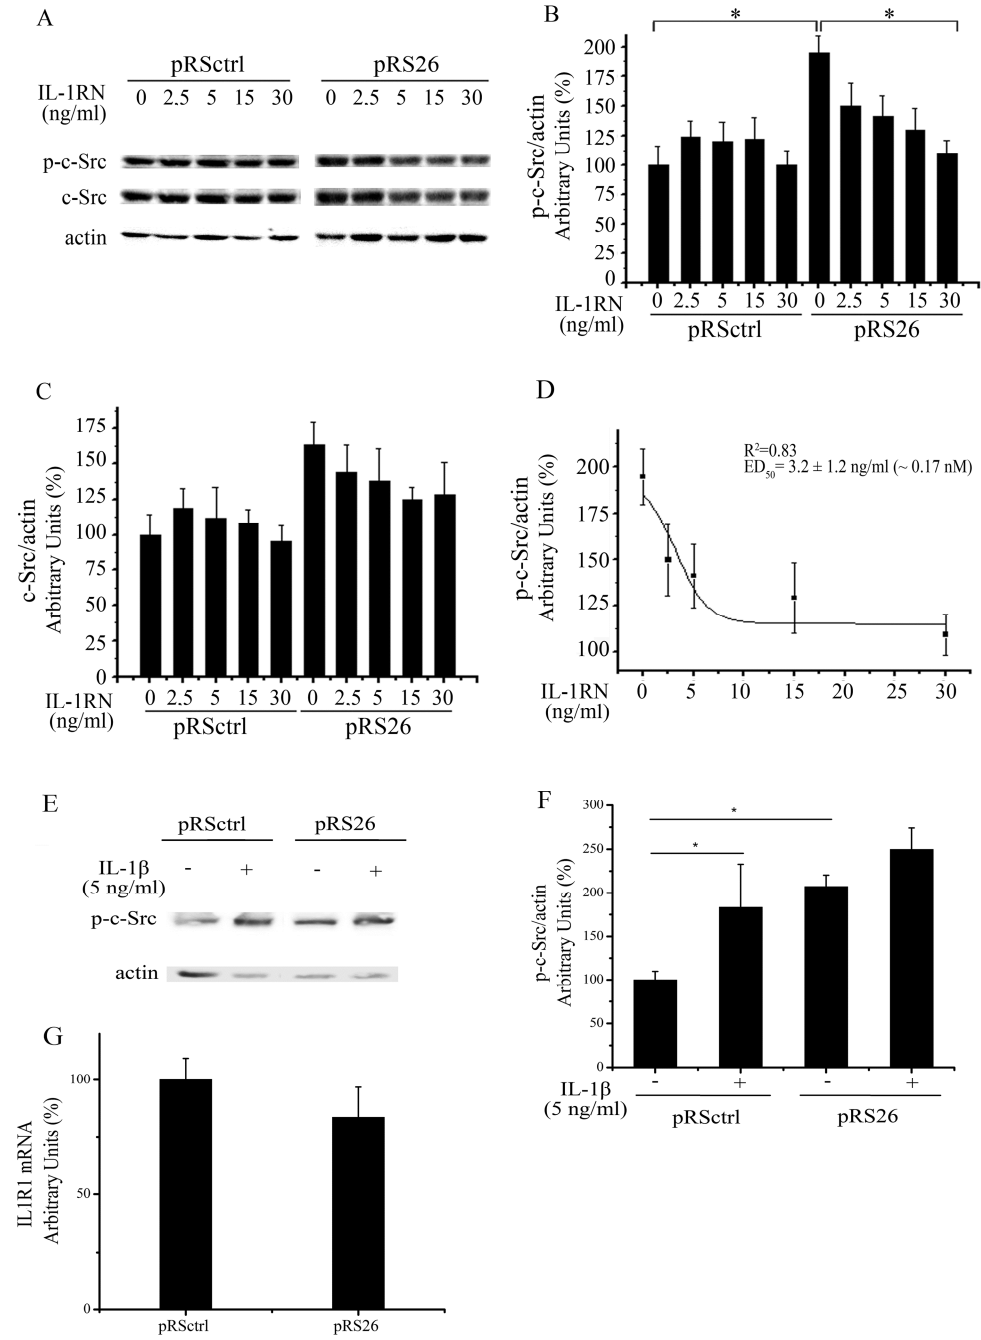 A
pRSctrl pRS26
IL-1RN 0 2.5 5 15 30 0 2.5 5 15 30
(ng/ml)
p-c-Src
c-Src
actin
B
* *
p-c-Src/actin
Arbitrary Units (%)
200
175
150
125
100
75
50
25
0
IL-1RN 0 2.5 5 15 30 0 2.5 5 15 30
(ng/ml)
pRSctrl pRS26
C
c-Src/actin
Arbitrary Units (%)
175
150
125
100
75
50
25
0
IL-1RN 0 2.5 5 15 30 0 2.5 5 15 30
(ng/ml)
pRSctrl pRS26
D
R²=0.83
ED₅₀= 3.2 ± 1.2 ng/ml (~ 0.17 nM)
p-c-Src/actin
Arbitrary Units (%)
200
175
150
125
100
IL-1RN 0 5 10 15 20 25 30
(ng/ml)
E
pRSctrl pRS26
IL-1β - + - +
(5 ng/ml)
p-c-Src
actin
F
* *
p-c-Src/actin
Arbitrary Units (%)
300
250
200
150
100
50
0
IL-1β - + - +
(5 ng/ml)
pRSctrl pRS26
G
IL1R1 mRNA
Arbitrary Units (%)
100
50
0
pRSctrl pRS26